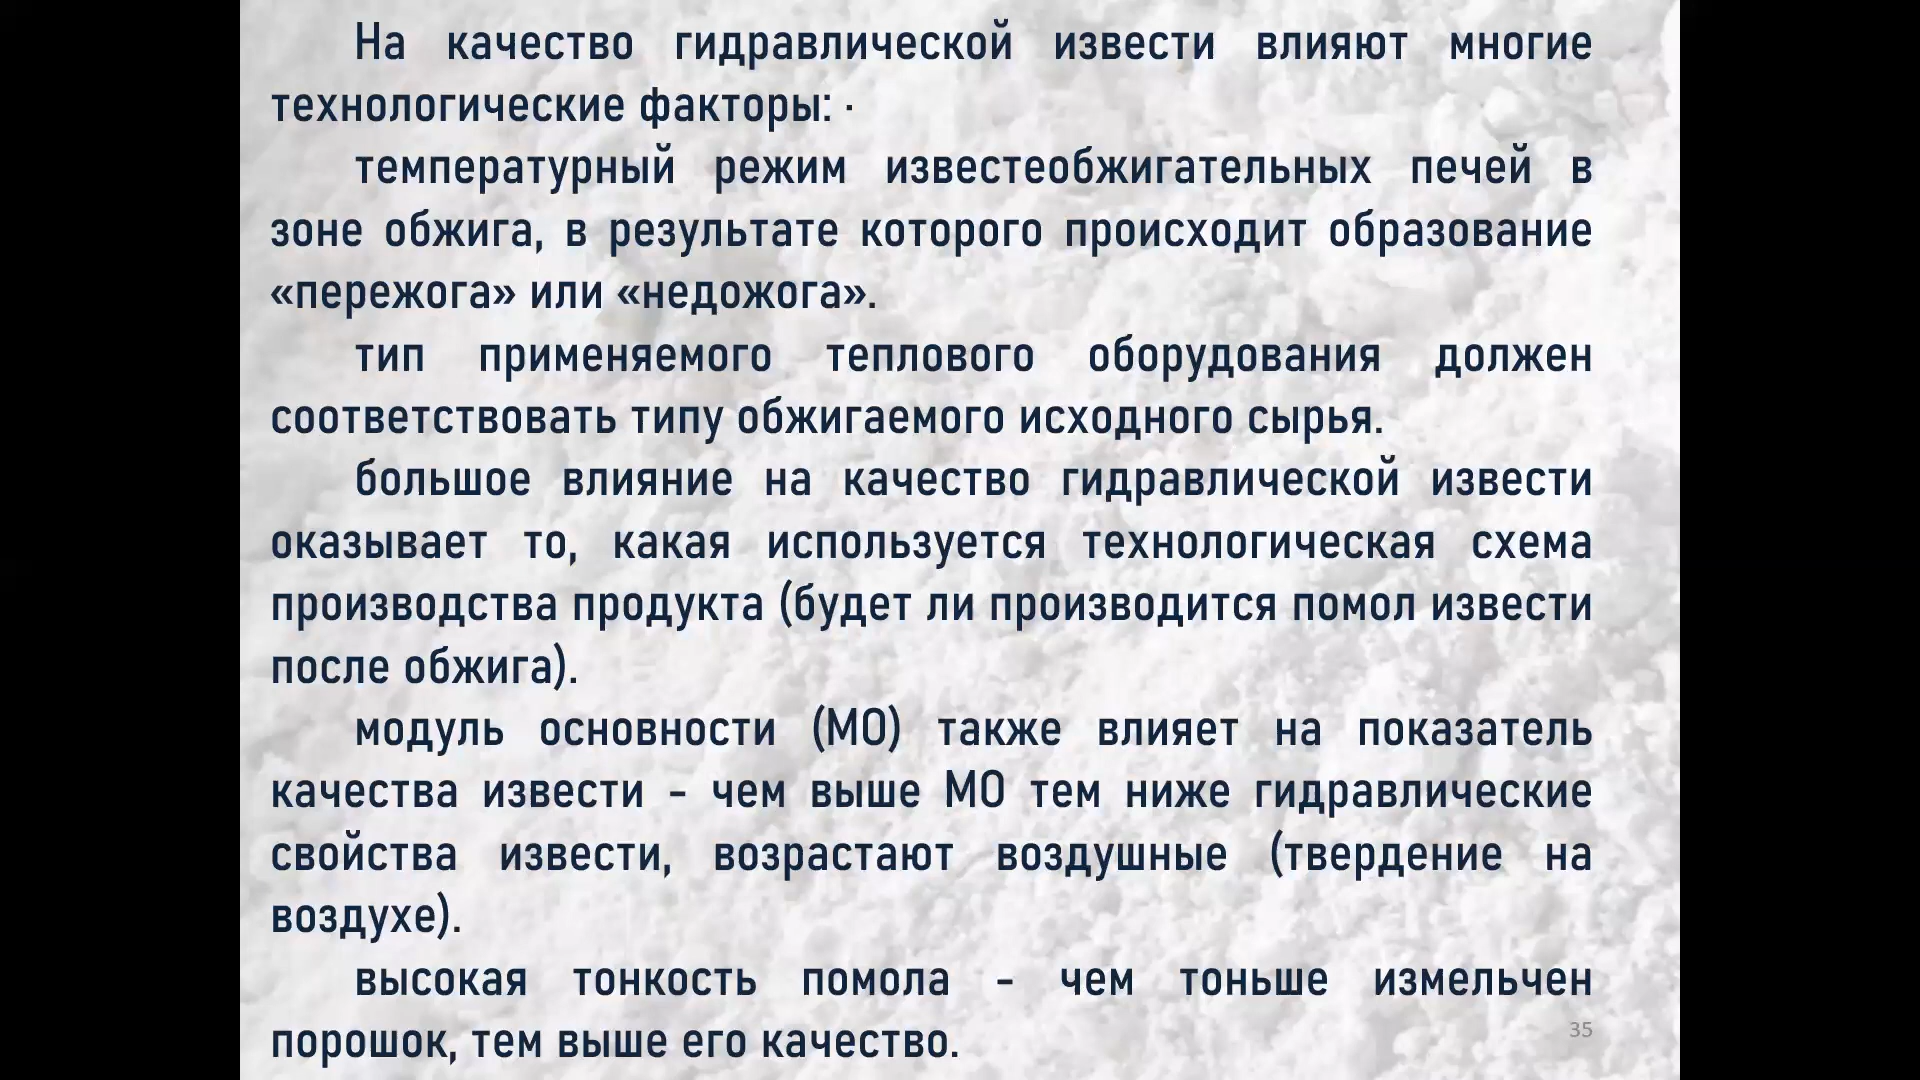 На качество гидравлической извести влияют многие
технологические факторы: ·
температурный режим известеобжигательных печей в
зоне обжига, в результате которого происходит образование
«пережога» или «недожога».
тип применяемого теплового оборудования должен
соответствовать типу обжигаемого исходного сырья.
большое влияние на качество гидравлической извести
оказывает то, какая используется технологическая схема
производства продукта (будет ли производится помол извести
после обжига).
модуль основности (МО) также влияет на показатель
качества извести - чем выше МО тем ниже гидравлические
свойства извести, возрастают воздушные (твердение на
воздухе).
высокая тонкость помола - чем тоньше измельчен
порошок, тем выше его качество.
35